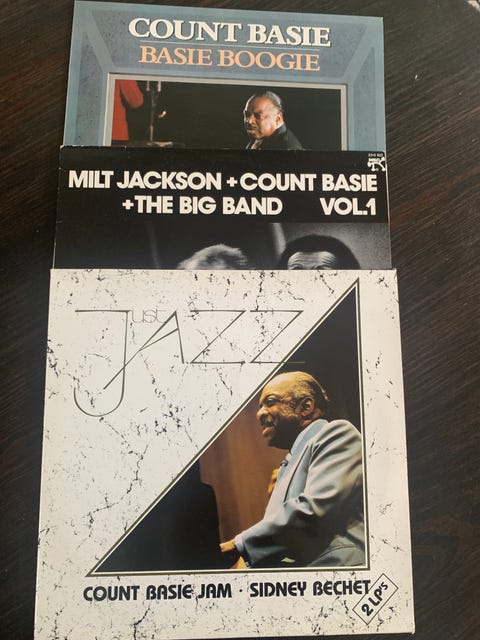 COUNT BASIE
BASIE BOOGIE
MILT JACKSON + COUNT BASIE
+ THE BIG BAND VOL.1
Just
JAZZ
COUNT BASIE JAM · SIDNEY BECHET
2 LP'S